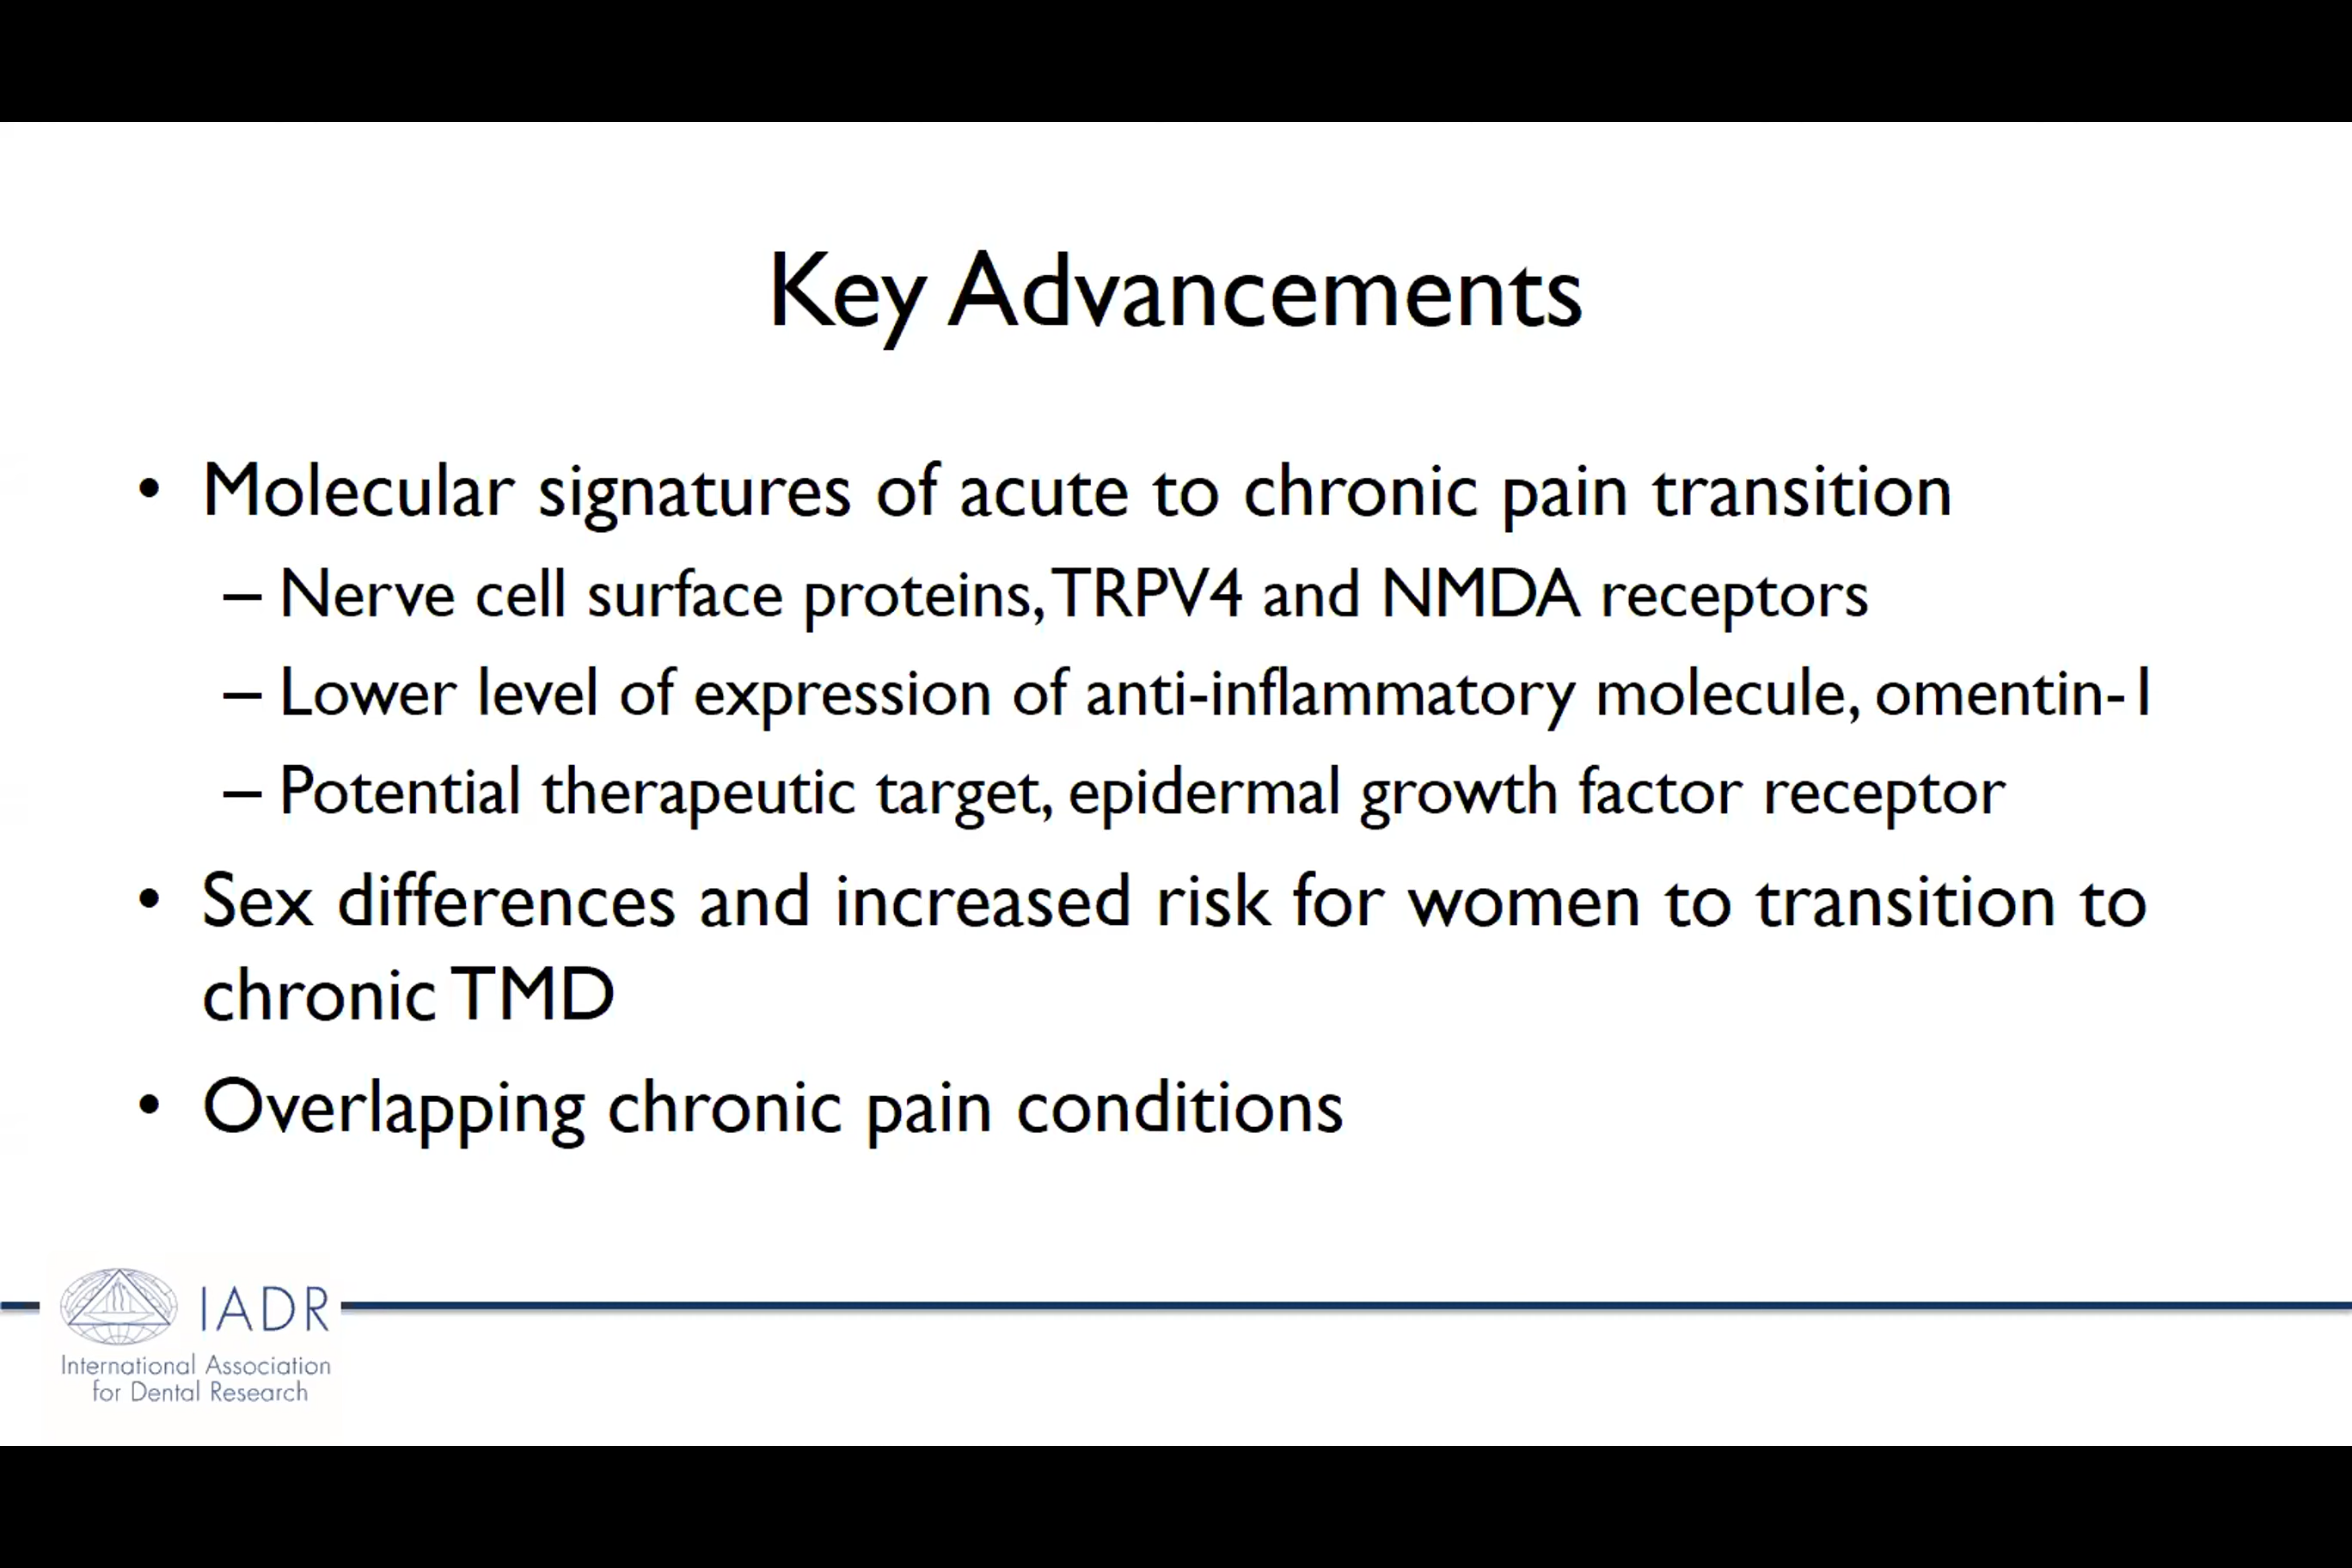 Key Advancements
• Molecular signatures of acute to chronic pain transition
– Nerve cell surface proteins, TRPV4 and NMDA receptors
– Lower level of expression of anti-inflammatory molecule, omentin-1
– Potential therapeutic target, epidermal growth factor receptor
• Sex differences and increased risk for women to transition to
chronic TMD
• Overlapping chronic pain conditions
IADR
International Association
for Dental Research